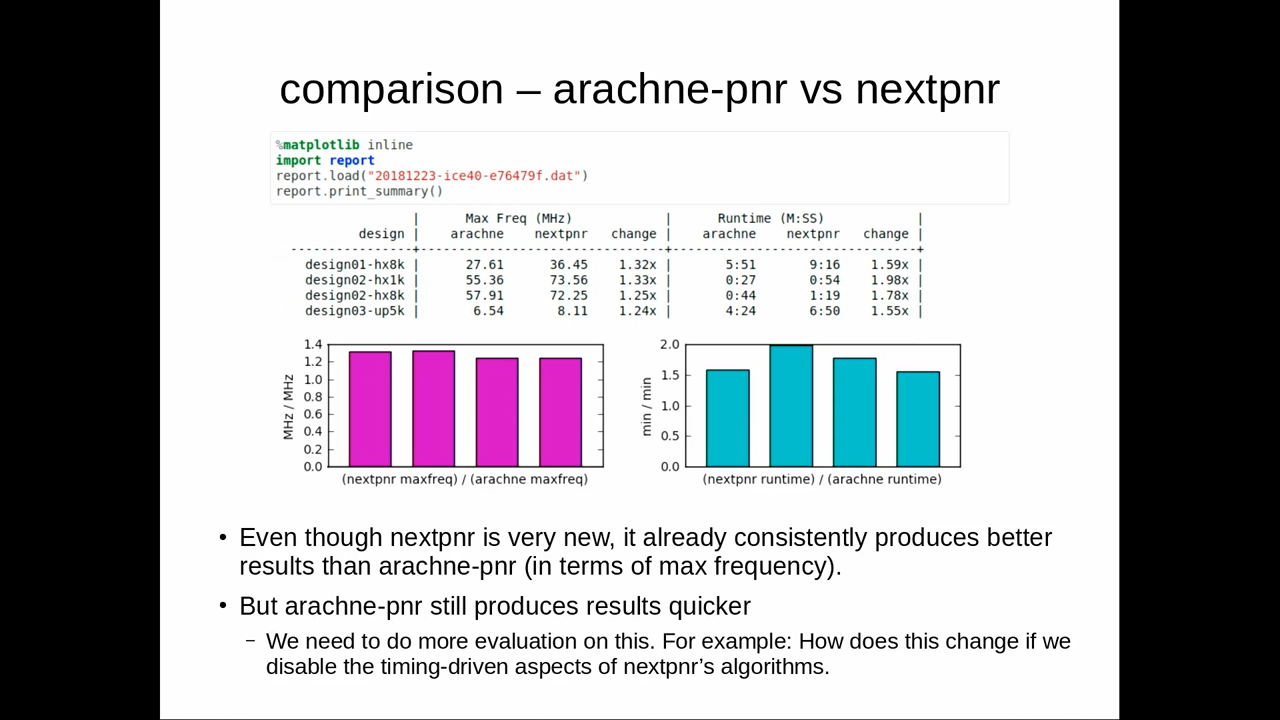 comparison – arachne-pnr vs nextpnr
%matplotlib inline
import report
report.load("20181223-ice40-e76479f.dat")
report.print_summary()
| Max Freq (MHz) | Runtime (M:SS) |
design | arachne nextpnr change | arachne nextpnr change |
----------------+--------------------------------+--------------------------------+
design01-hx8k | 27.61 36.45 1.32x | 5:51 9:16 1.59x |
design02-hx1k | 55.36 73.56 1.33x | 0:27 0:54 1.98x |
design02-hx8k | 57.91 72.25 1.25x | 0:44 1:19 1.78x |
design03-up5k | 6.54 8.11 1.24x | 4:24 6:50 1.55x |
1.4
1.2
1.0
0.8
0.6
0.4
0.2
0.0
MHz / MHz
(nextpnr maxfreq) / (arachne maxfreq)
2.0
1.5
1.0
0.5
0.0
min / min
(nextpnr runtime) / (arachne runtime)
• Even though nextpnr is very new, it already consistently produces better
results than arachne-pnr (in terms of max frequency).
• But arachne-pnr still produces results quicker
– We need to do more evaluation on this. For example: How does this change if we
disable the timing-driven aspects of nextpnr’s algorithms.